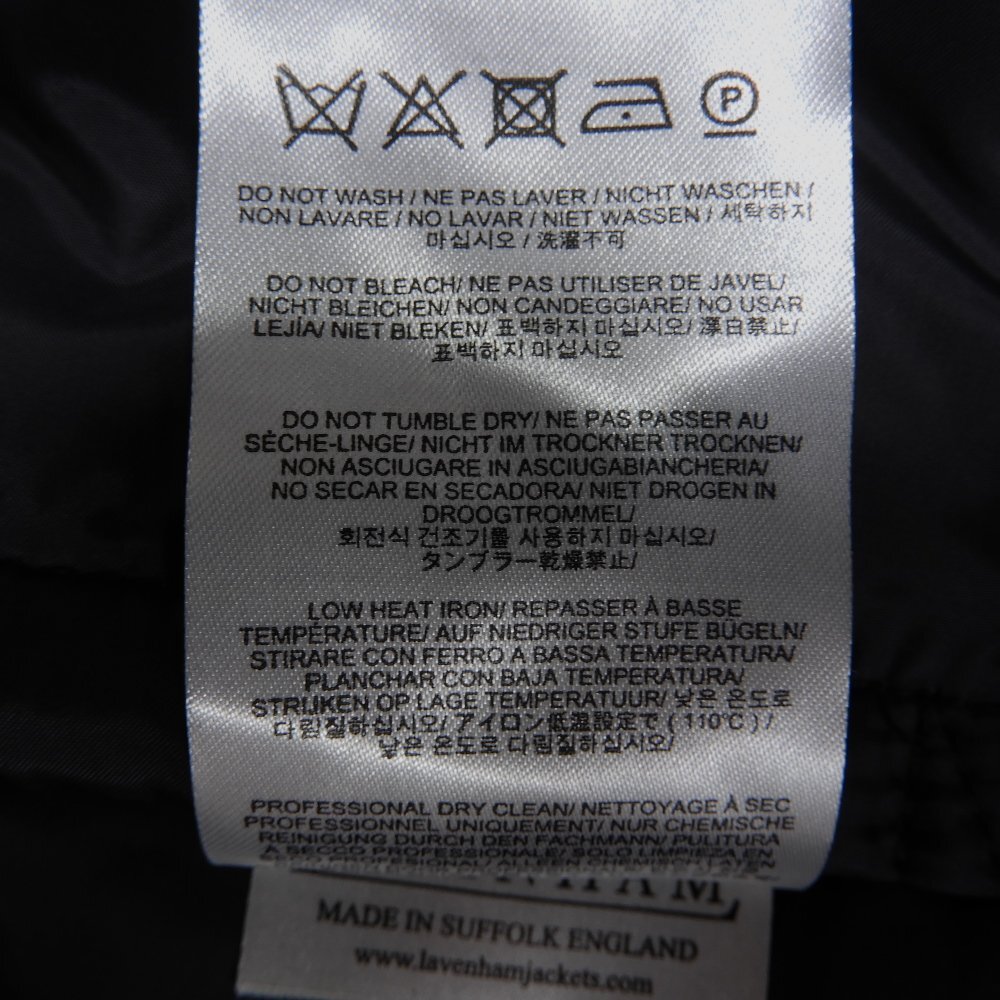 P
DO NOT WASH / NE PAS LAVER / NICHT WASCHEN /
NON LAVARE / NO LAVAR / NIET WASSEN / 세탁하지
마십시오 / 洗濯不可
DO NOT BLEACH/ NE PAS UTILISER DE JAVEL/
NICHT BLEICHEN/ NON CANDEGGIARE/ NO USAR
LEJÍA/ NIET BLEKEN/ 표백하지 마십시오/ 漂白禁止/
표백하지 마십시오
DO NOT TUMBLE DRY/ NE PAS PASSER AU
SÈCHE-LINGE/ NICHT IM TROCKNER TROCKNEN/
NON ASCIUGARE IN ASCIUGABIANCHERIA/
NO SECAR EN SECADORA/ NIET DROGEN IN
DROOGTROMMEL/
회전식 건조기를 사용하지 마십시오/
タンブラー乾燥禁止/
LOW HEAT IRON/ REPASSER À BASSE
TEMPÉRATURE/ AUF NIEDRIGER STUFE BÜGELN/
STIRARE CON FERRO A BASSA TEMPERATURA/
PLANCHAR CON BAJA TEMPERATURA/
STRIJKEN OP LAGE TEMPERATUUR/ 낮은 온도로
다림질하십시오/ アイロン低温設定で ( 110℃ ) /
낮은 온도로 다림질하십시오/
PROFESSIONAL DRY CLEAN/ NETTOYAGE À SEC
PROFESSIONNEL UNIQUEMENT/ NUR CHEMISCHE
REINIGUNG DURCH DEN FACHMANN/ PULITURA
A SECCO PROFESSIONALE/ SOLO LIMPIEZA EN
MADE IN SUFFOLK ENGLAND
www.lavenhamjackets.com